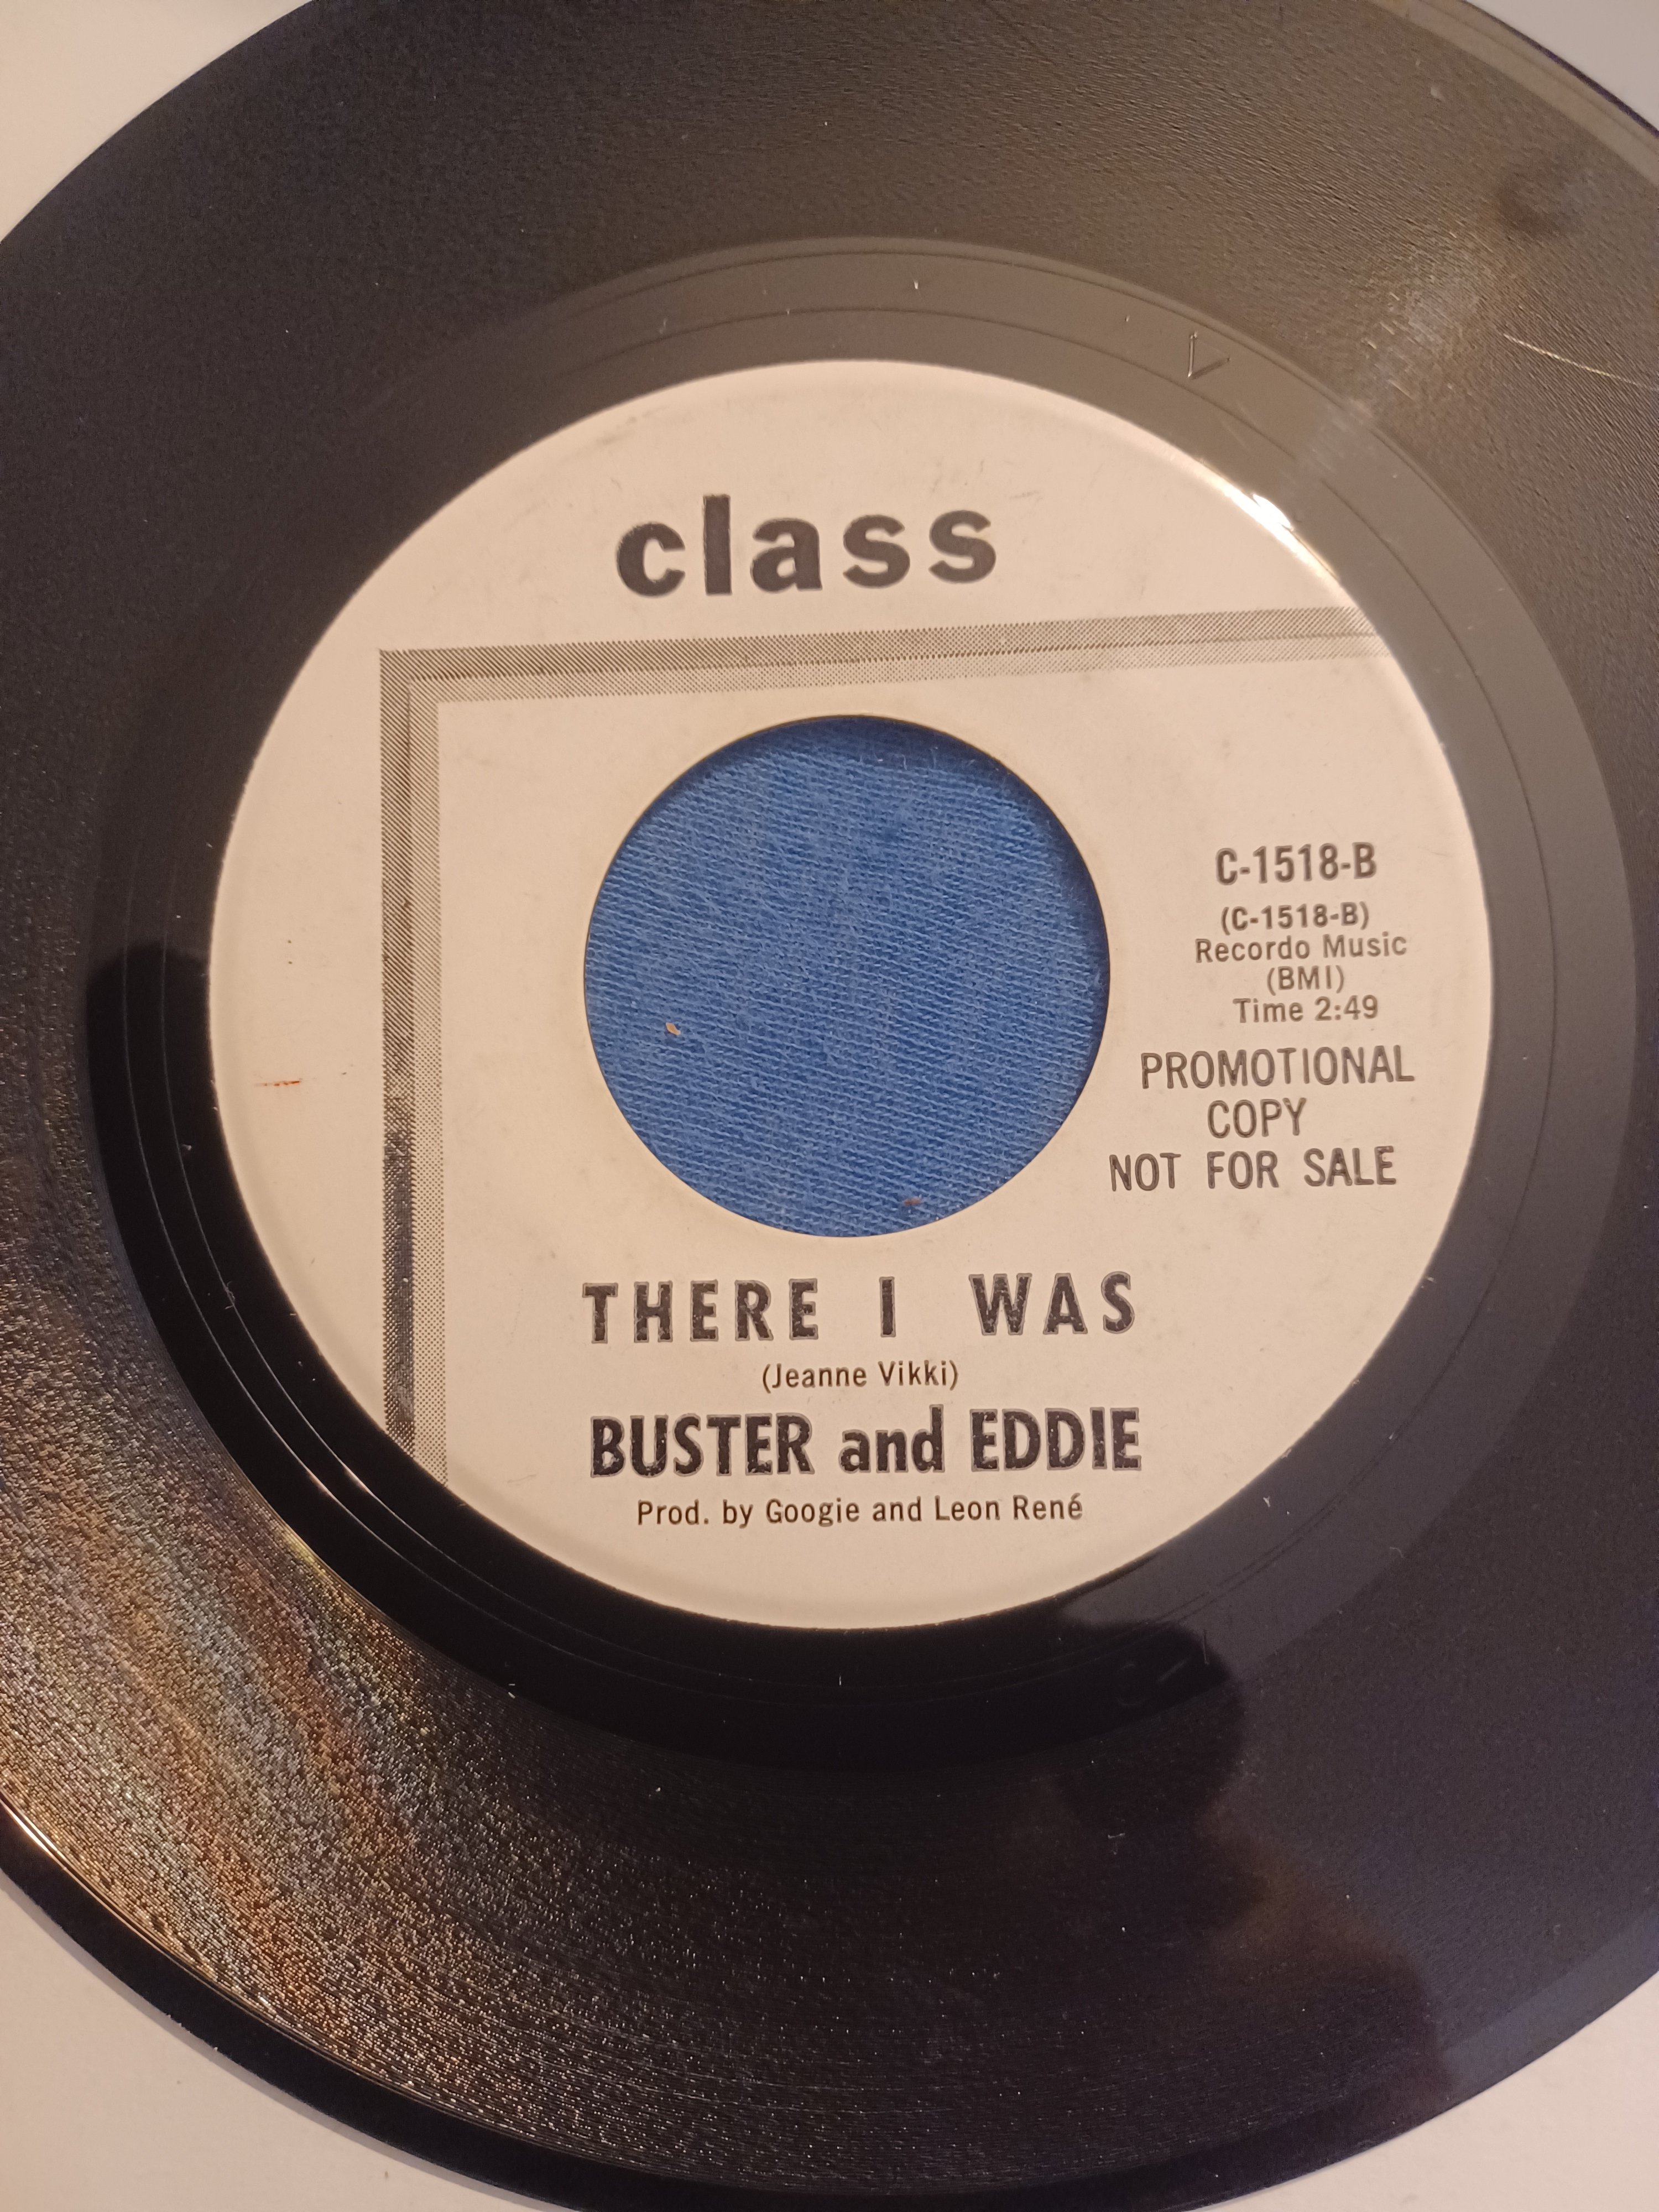 class
C-1518-B
(C-1518-B)
Recordo Music
(BMI)
Time 2:49
PROMOTIONAL
COPY
NOT FOR SALE
THERE I WAS
(Jeanne Vikki)
BUSTER and EDDIE
Prod. by Googie and Leon René